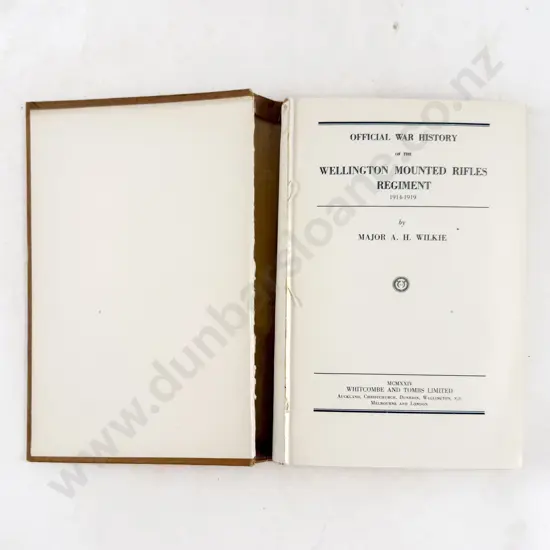 OFFICIAL WAR HISTORY
OF THE
WELLINGTON MOUNTED RIFLES
REGIMENT
1914-1919
by
MAJOR A. H. WILKIE
MCMXXIV
WHITCOMBE AND TOMBS LIMITED
AUCKLAND, CHRISTCHURCH, DUNEDIN, WELLINGTON, N.Z.
MELBOURNE AND LONDON
www.dunbarsloane.co.nz